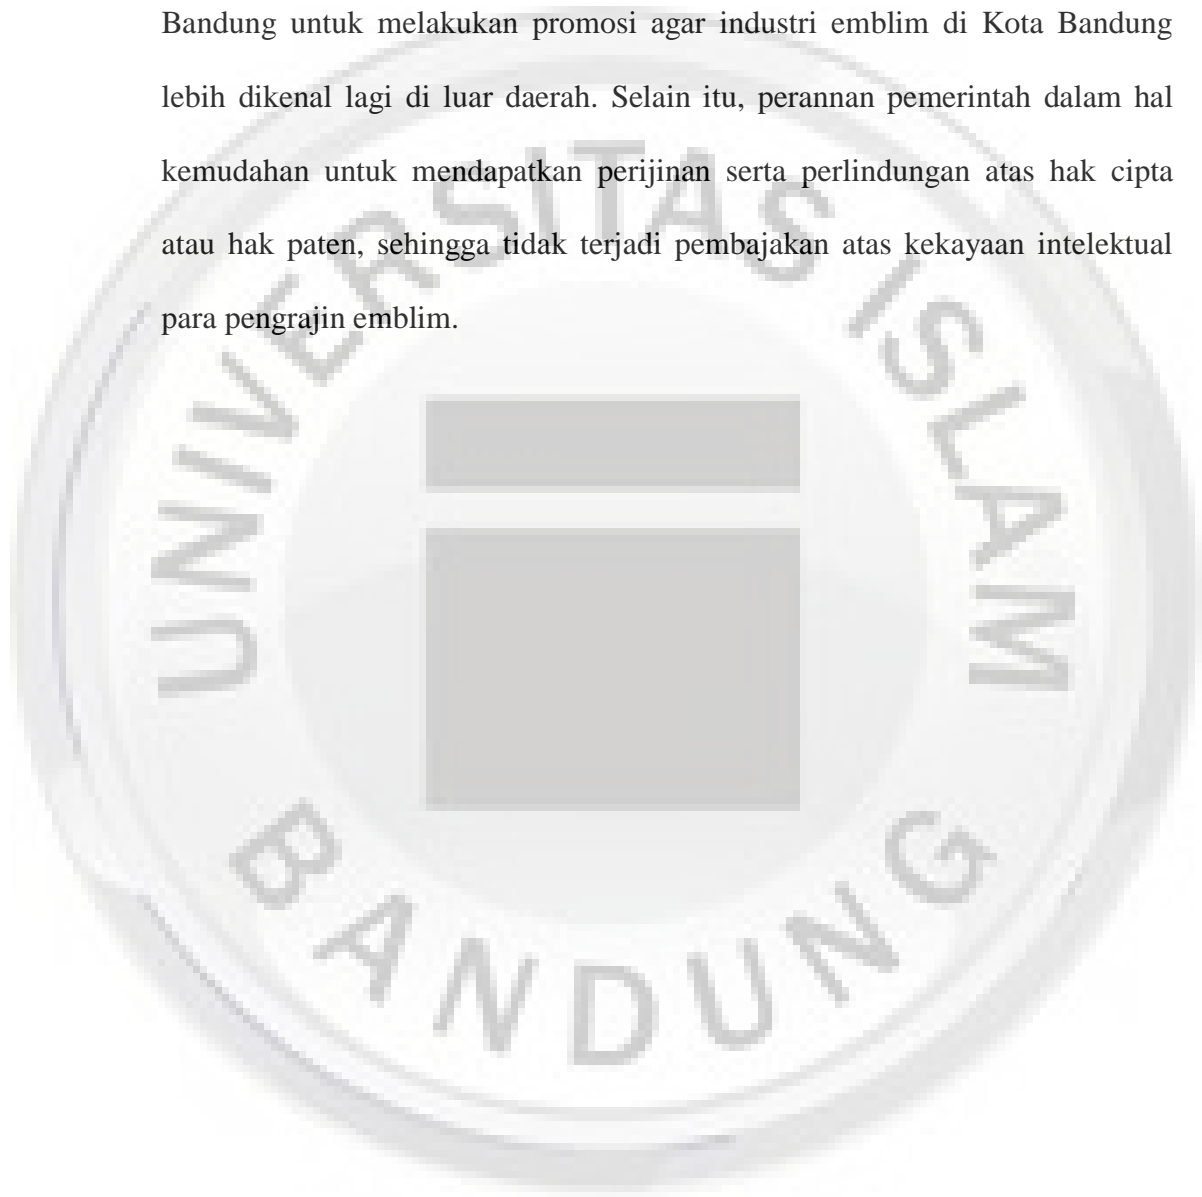 Bandung untuk melakukan promosi agar industri emblim di Kota Bandung
lebih dikenal lagi di luar daerah. Selain itu, perannan pemerintah dalam hal
kemudahan untuk mendapatkan perijinan serta perlindungan atas hak cipta
atau hak paten, sehingga tidak terjadi pembajakan atas kekayaan intelektual
para pengrajin emblim.
UNIVERSITAS ISLAM
BANDUNG